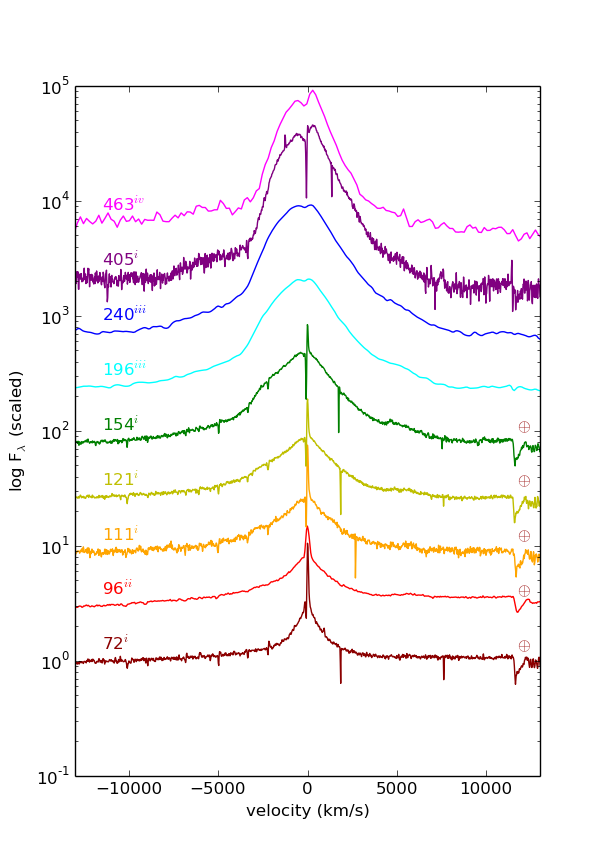 10^5
463^iv
10^4
405^i
240^iii
10^3
196^iii
154^i
10^2
121^i
111^i
10^1
96^ii
72^i
10^0
10^-1
log F_λ (scaled)
−10000 −5000 0 5000 10000
velocity (km/s)